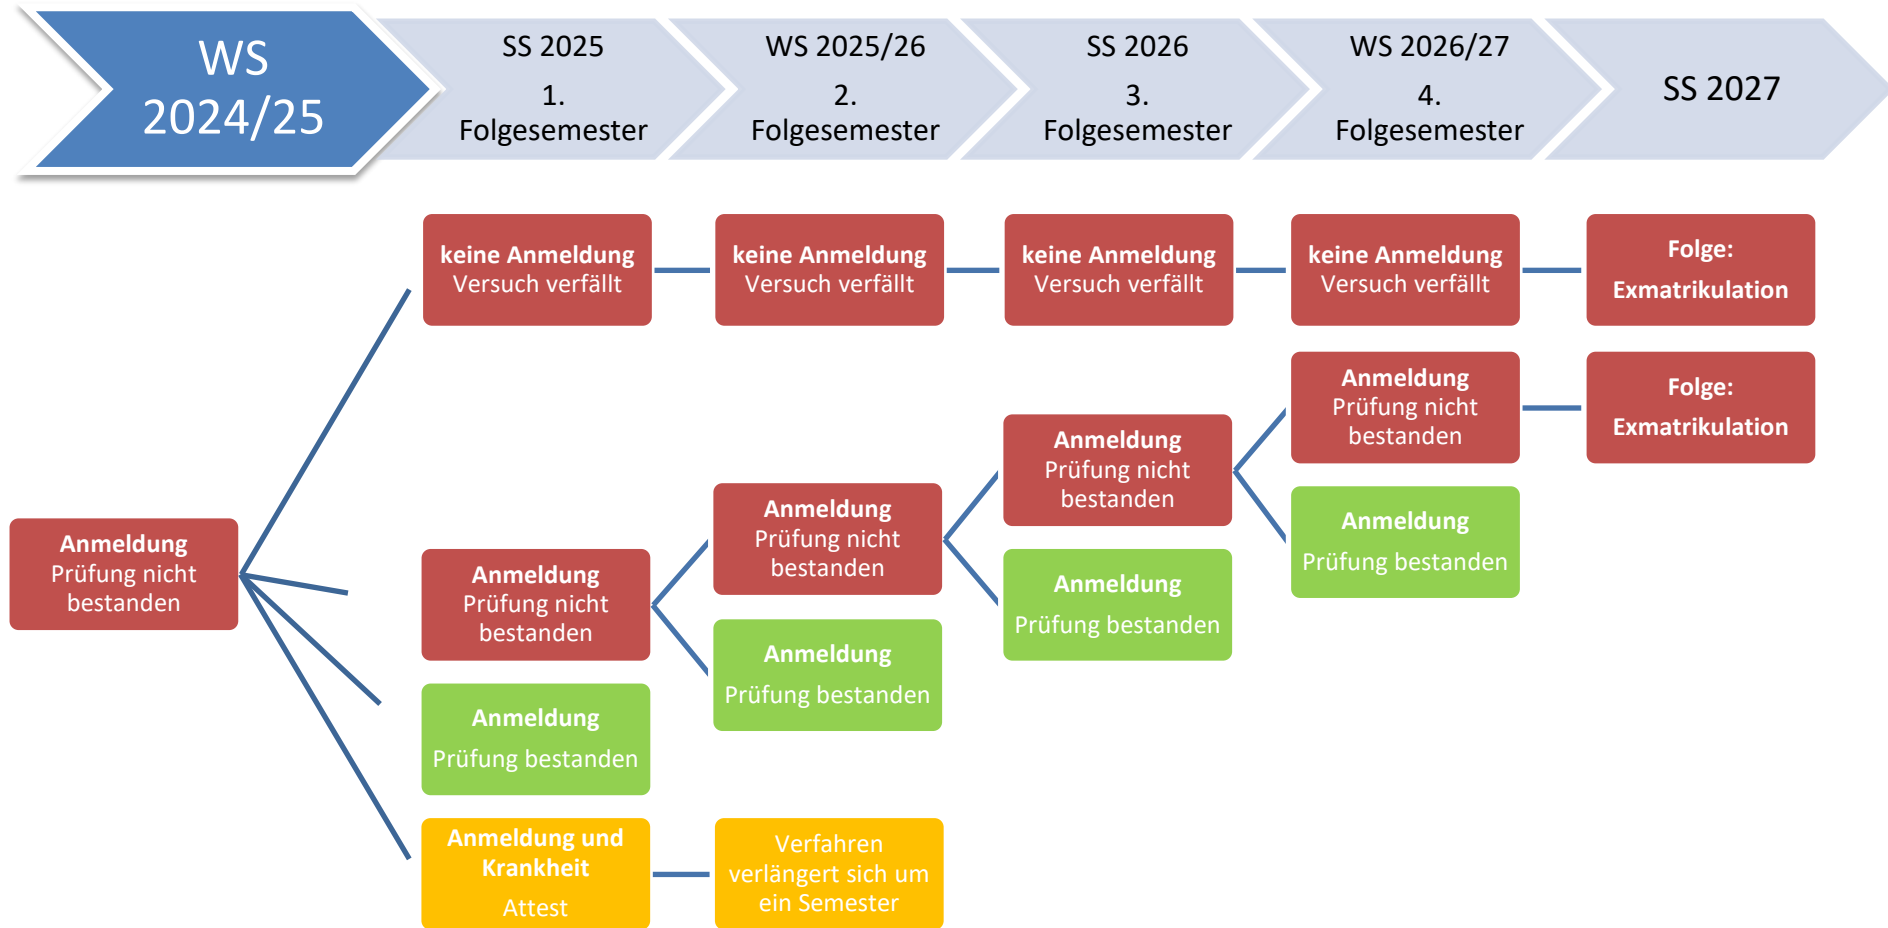 WS
2024/25
SS 2025
1.
Folgesemester
WS 2025/26
2.
Folgesemester
SS 2026
3.
Folgesemester
WS 2026/27
4.
Folgesemester
SS 2027
keine Anmeldung
Versuch verfällt
keine Anmeldung
Versuch verfällt
keine Anmeldung
Versuch verfällt
keine Anmeldung
Versuch verfällt
Folge:
Exmatrikulation
Anmeldung
Prüfung nicht
bestanden
Folge:
Exmatrikulation
Anmeldung
Prüfung nicht
bestanden
Anmeldung
Prüfung nicht
bestanden
Anmeldung
Prüfung bestanden
Anmeldung
Prüfung nicht
bestanden
Anmeldung
Prüfung nicht
bestanden
Anmeldung
Prüfung bestanden
Anmeldung
Prüfung bestanden
Anmeldung
Prüfung bestanden
Anmeldung und
Krankheit
Attest
Verfahren
verlängert sich um
ein Semester